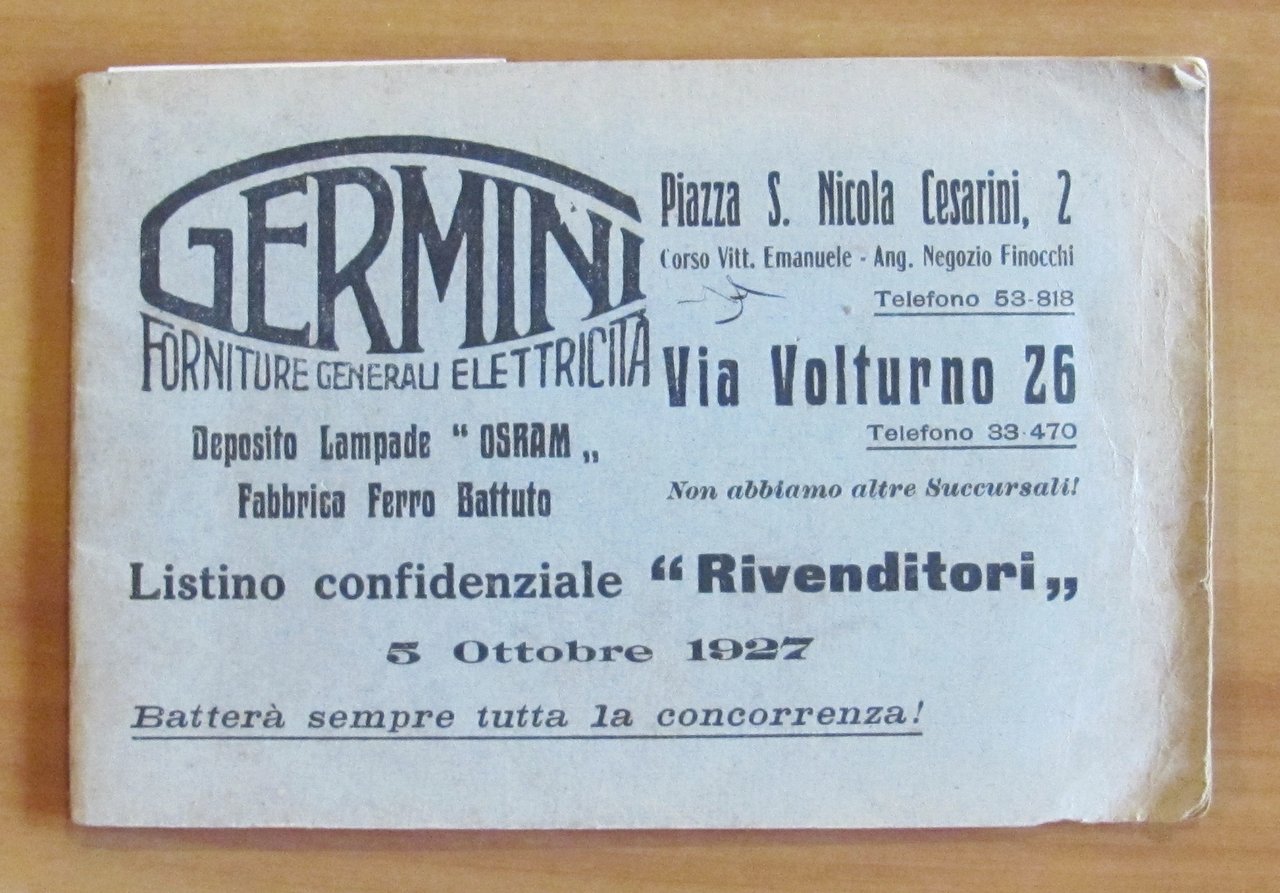 GERMINI
FORNITURE GENERALI ELETTRICITÀ
Deposito Lampade “ OSRAM „
Fabbrica Ferro Battuto
Piazza S. Nicola Cesarini, 2
Corso Vitt. Emanuele - Ang. Negozio Finocchi
Telefono 53-818
Via Volturno 26
Telefono 33-470
Non abbiamo altre Succursali!
Listino confidenziale “Rivenditori„
5 Ottobre 1927
Batterà sempre tutta la concorrenza!